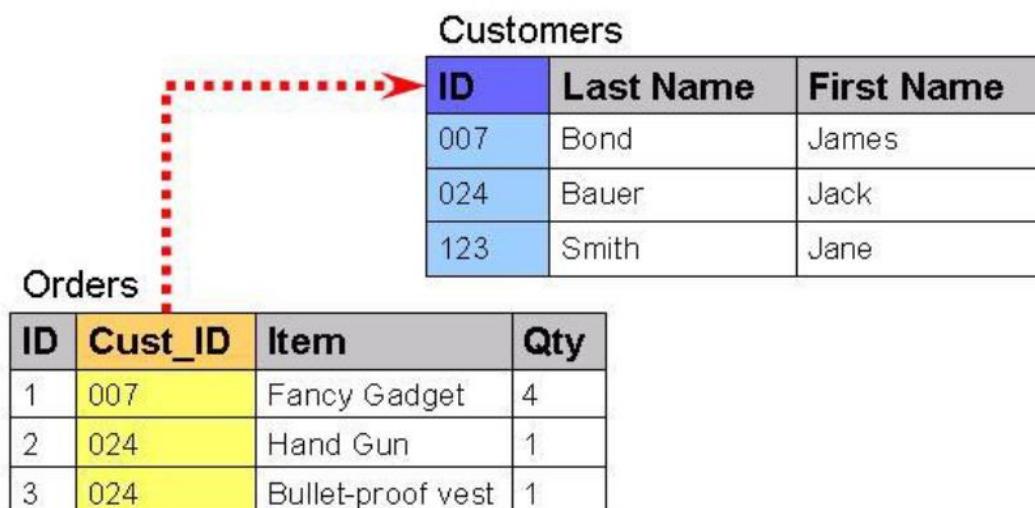 Customers
ID Last Name First Name
007 Bond James
024 Bauer Jack
123 Smith Jane
Orders
ID Cust_ID Item Qty
1 007 Fancy Gadget 4
2 024 Hand Gun 1
3 024 Bullet-proof vest 1